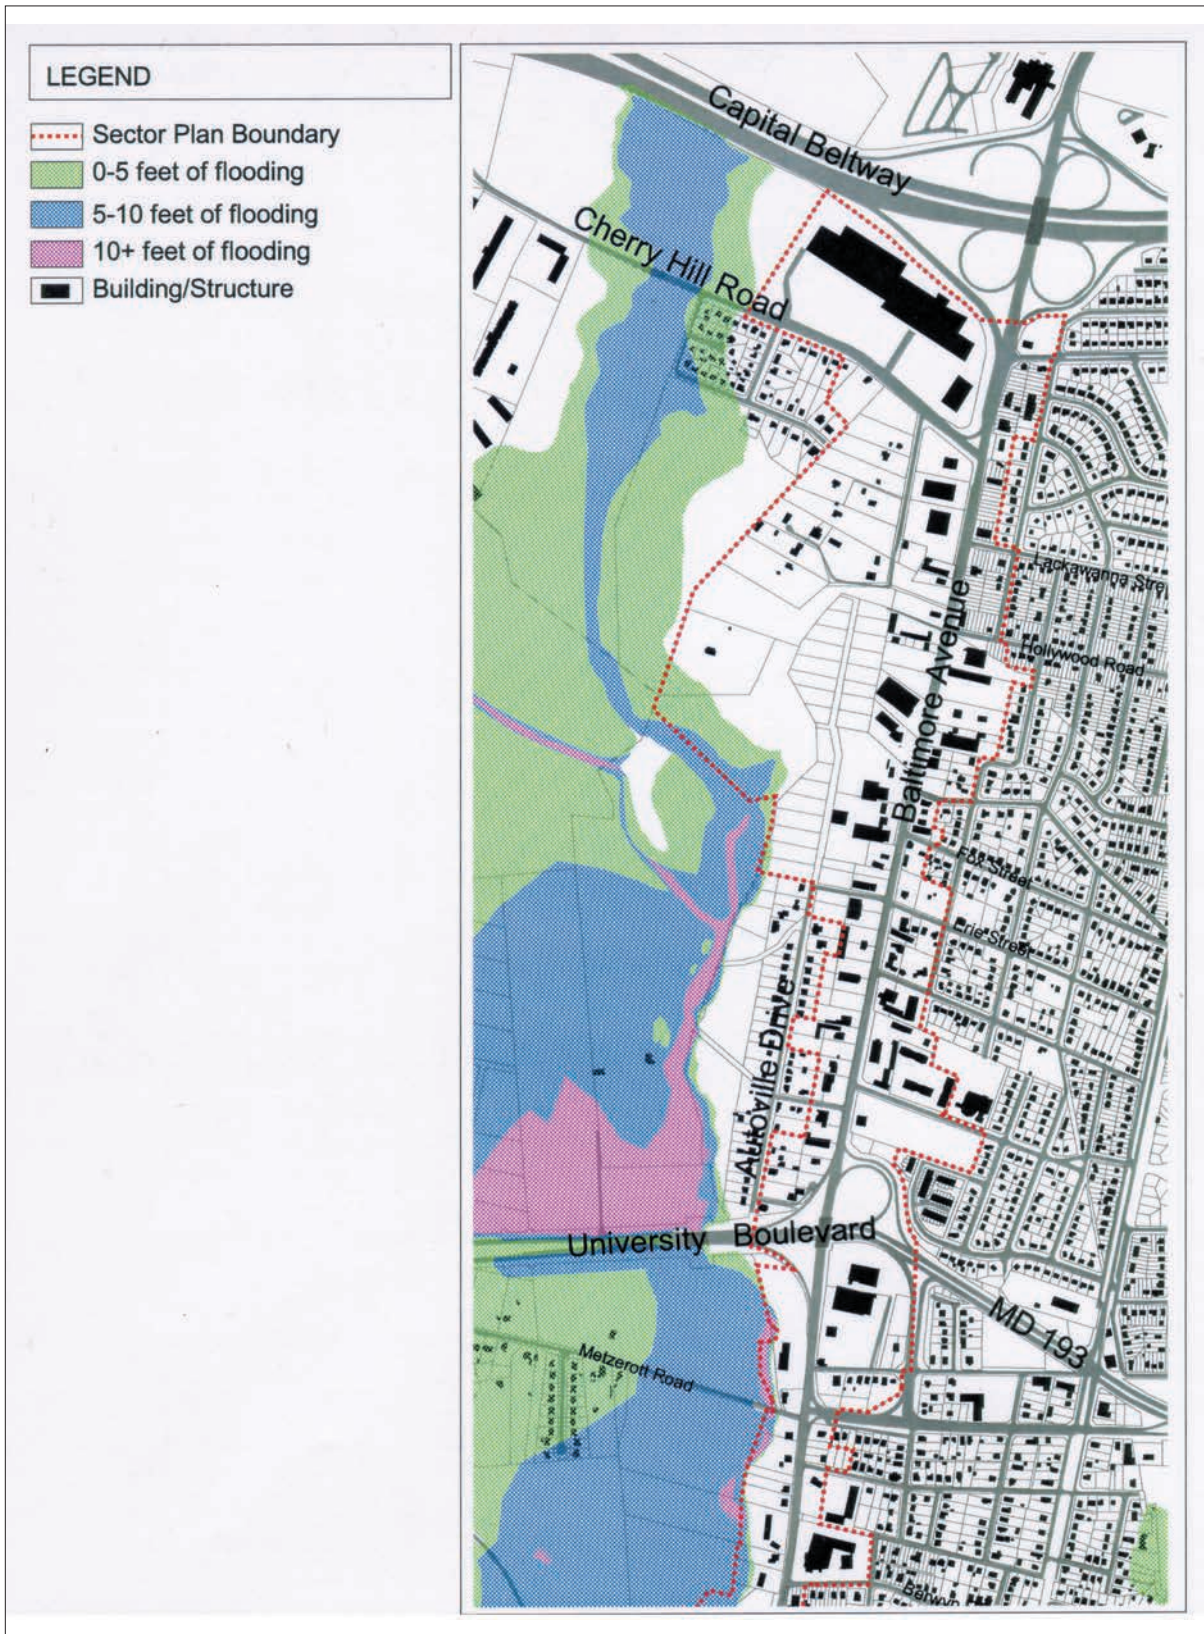 LEGEND
Sector Plan Boundary
0-5 feet of flooding
5-10 feet of flooding
10+ feet of flooding
Building/Structure
Capital Beltway
Cherry Hill Road
Lackawanna Stre
Hollywood Road
Baltimore Avenue
Fox Street
Erie Street
Autoville Drive
University Boulevard
MD 193
Metzerott Road
Berwyn